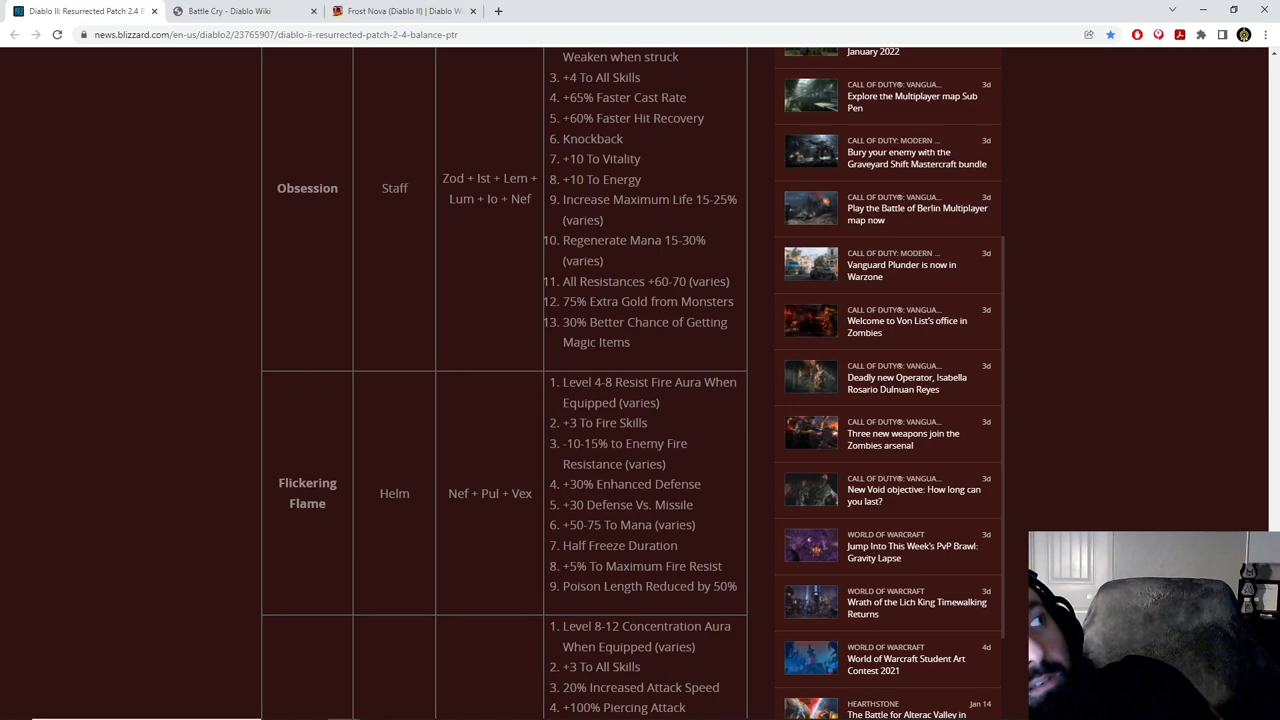 Diablo II: Resurrected Patch 2.4 B
Battle Cry - Diablo Wiki
Frost Nova (Diablo II) | Diablo W
news.blizzard.com/en-us/diablo2/23765907/diablo-ii-resurrected-patch-2-4-balance-ptr
Obsession
Staff
Zod + Ist + Lem +
Lum + Io + Nef
Weaken when struck
3. +4 To All Skills
4. +65% Faster Cast Rate
5. +60% Faster Hit Recovery
6. Knockback
7. +10 To Vitality
8. +10 To Energy
9. Increase Maximum Life 15-25%
(varies)
10. Regenerate Mana 15-30%
(varies)
11. All Resistances +60-70 (varies)
12. 75% Extra Gold from Monsters
13. 30% Better Chance of Getting
Magic Items
Flickering
Flame
Helm
Nef + Pul + Vex
1. Level 4-8 Resist Fire Aura When
Equipped (varies)
2. +3 To Fire Skills
3. -10-15% to Enemy Fire
Resistance (varies)
4. +30% Enhanced Defense
5. +30 Defense Vs. Missile
6. +50-75 To Mana (varies)
7. Half Freeze Duration
8. +5% To Maximum Fire Resist
9. Poison Length Reduced by 50%
1. Level 8-12 Concentration Aura
When Equipped (varies)
2. +3 To All Skills
3. 20% Increased Attack Speed
4. +100% Piercing Attack
January 2022
CALL OF DUTY®: VANGUA... 3d
Explore the Multiplayer map Sub
Pen
CALL OF DUTY: MODERN ... 3d
Bury your enemy with the
Graveyard Shift Mastercraft bundle
CALL OF DUTY®: VANGUA... 3d
Play the Battle of Berlin Multiplayer
map now
CALL OF DUTY: MODERN ... 3d
Vanguard Plunder is now in
Warzone
CALL OF DUTY®: VANGUA... 3d
Welcome to Von List's office in
Zombies
CALL OF DUTY®: VANGUA... 3d
Deadly new Operator, Isabella
Rosario Dulnuan Reyes
CALL OF DUTY®: VANGUA... 3d
Three new weapons join the
Zombies arsenal
CALL OF DUTY®: VANGUA... 3d
New Void objective: How long can
you last?
WORLD OF WARCRAFT 3d
Jump Into This Week's PvP Brawl:
Gravity Lapse
WORLD OF WARCRAFT 3d
Wrath of the Lich King Timewalking
Returns
WORLD OF WARCRAFT 4d
World of Warcraft Student Art
Contest 2021
HEARTHSTONE Jan 14
The Battle for Alterac Valley in